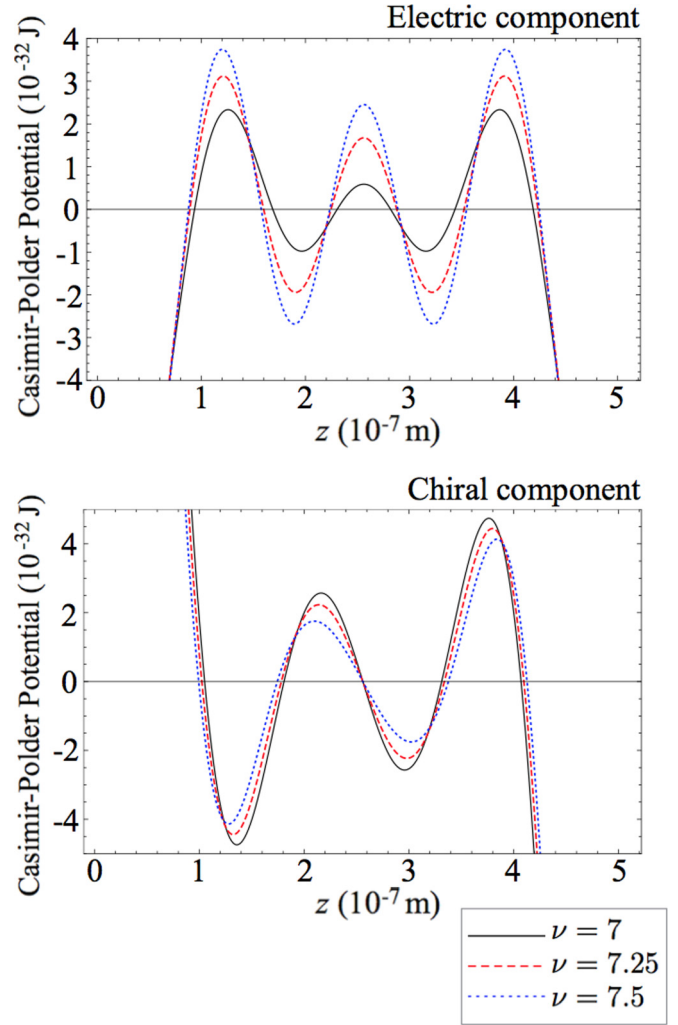 Electric component
Casimir-Polder Potential (10⁻³² J)
4
3
2
1
0
-1
-2
-3
-4
0 1 2 3 4 5
z (10⁻⁷ m)
Chiral component
Casimir-Polder Potential (10⁻³² J)
4
2
0
-2
-4
0 1 2 3 4 5
z (10⁻⁷ m)
ν = 7
ν = 7.25
ν = 7.5